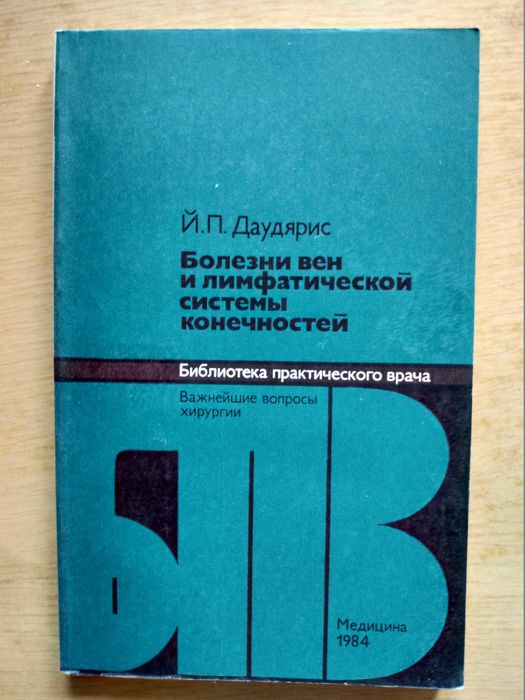 Й.П. Даудярис
Болезни вен
и лимфатической
системы
конечностей
Библиотека практического врача
Важнейшие вопросы
хирургии
БПВ
Медицина
1984